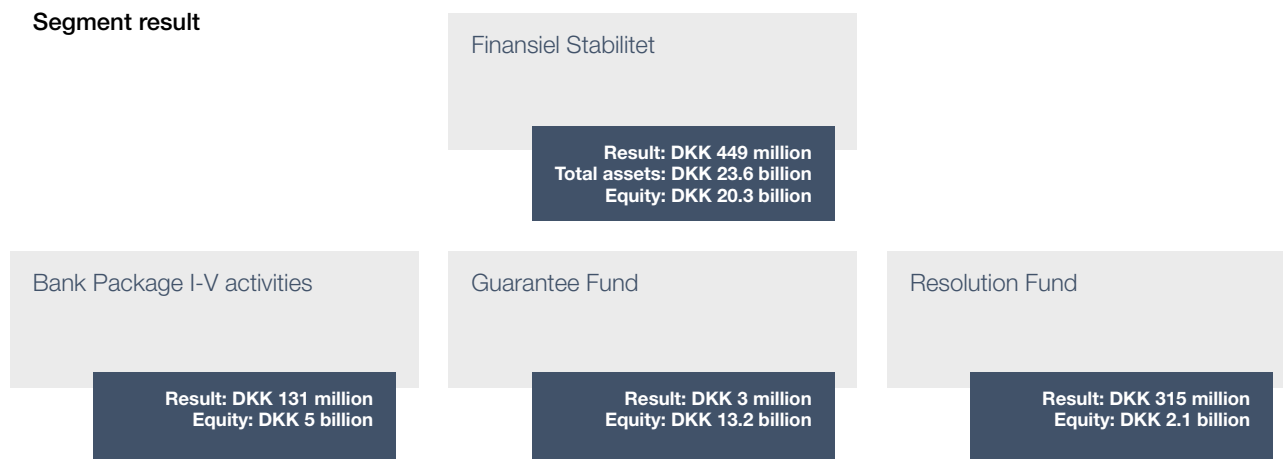 Segment result
Finansiel Stabilitet
Result: DKK 449 million
Total assets: DKK 23.6 billion
Equity: DKK 20.3 billion
Bank Package I-V activities
Result: DKK 131 million
Equity: DKK 5 billion
Guarantee Fund
Result: DKK 3 million
Equity: DKK 13.2 billion
Resolution Fund
Result: DKK 315 million
Equity: DKK 2.1 billion